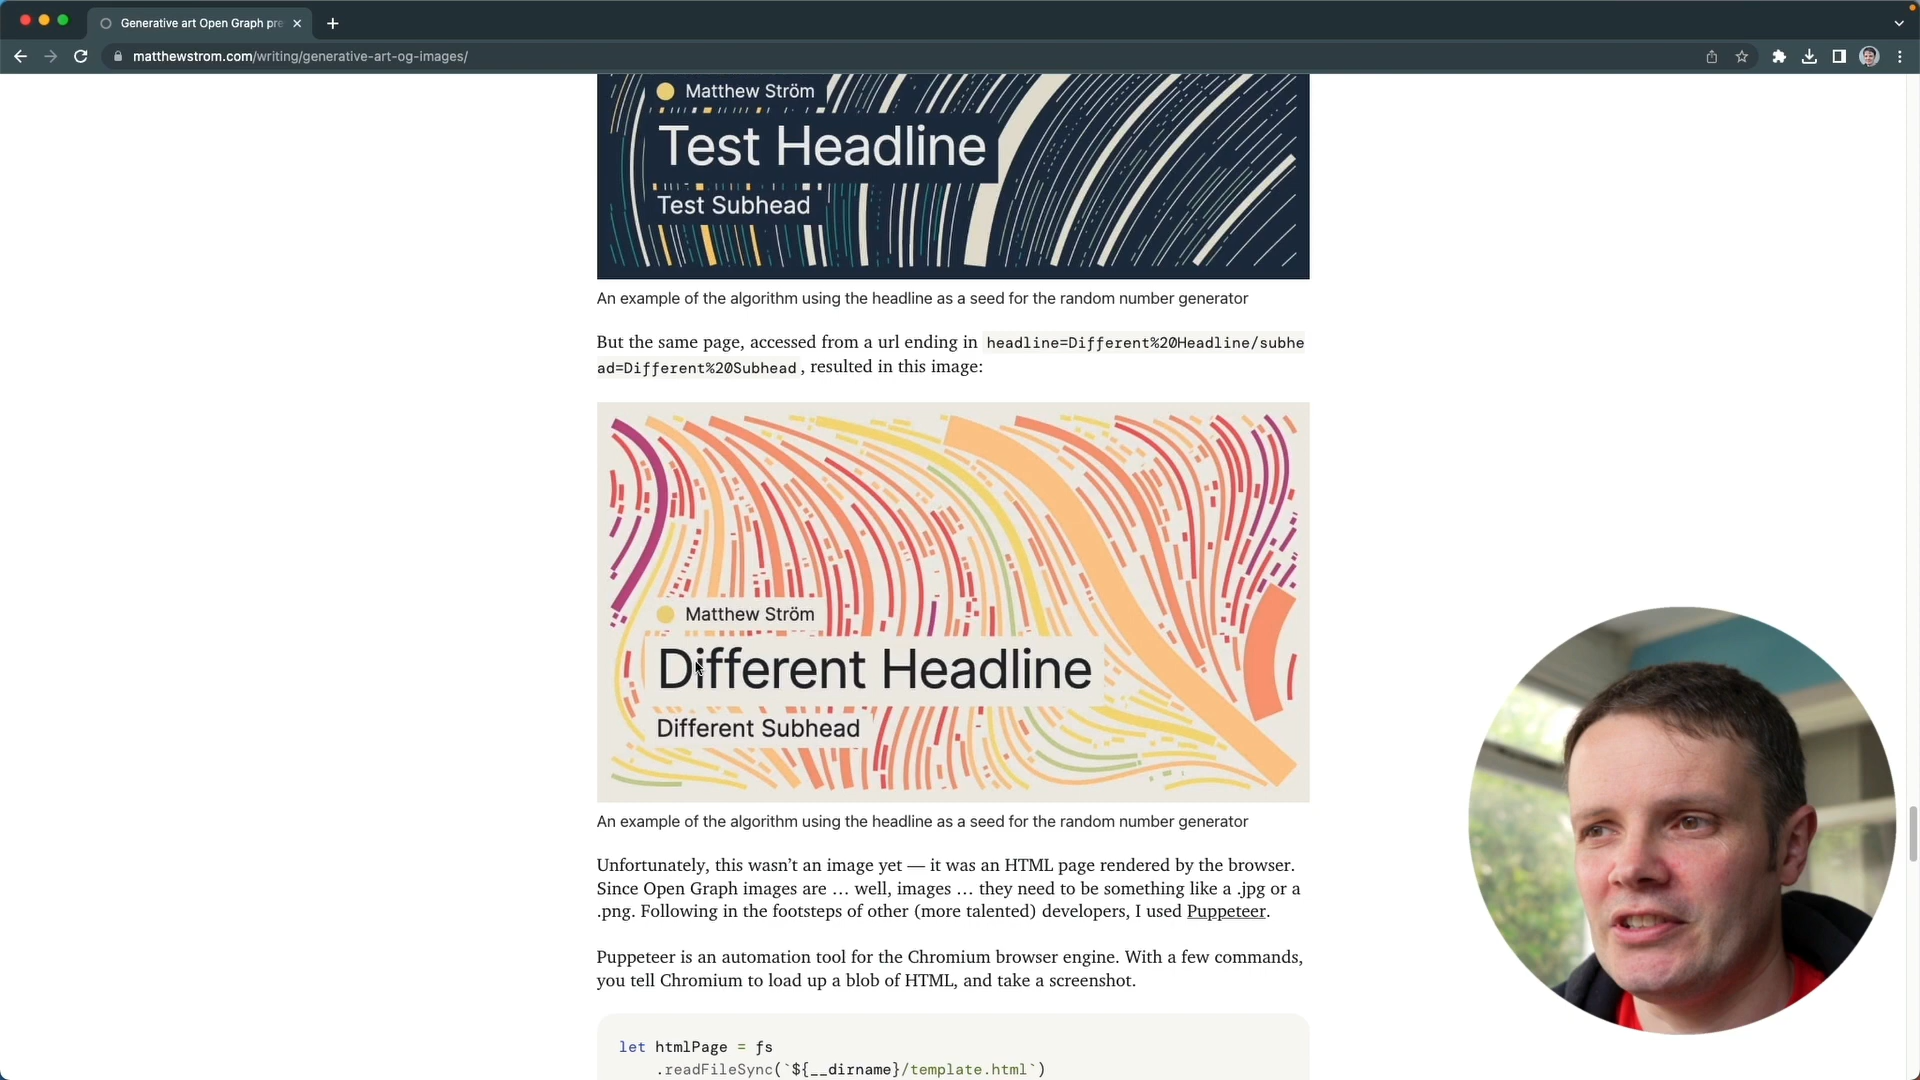 Generative art Open Graph pre
matthewstrom.com/writing/generative-art-og-images/
Matthew Ström
Test Headline
Test Subhead
An example of the algorithm using the headline as a seed for the random number generator
But the same page, accessed from a url ending in headline=Different%20Headline/subhe
ad=Different%20Subhead, resulted in this image:
Matthew Ström
Different Headline
Different Subhead
An example of the algorithm using the headline as a seed for the random number generator
Unfortunately, this wasn’t an image yet — it was an HTML page rendered by the browser.
Since Open Graph images are … well, images … they need to be something like a .jpg or a
.png. Following in the footsteps of other (more talented) developers, I used Puppeteer.
Puppeteer is an automation tool for the Chromium browser engine. With a few commands,
you tell Chromium to load up a blob of HTML, and take a screenshot.
let htmlPage = fs
.readFileSync(`${__dirname}/template.html`)